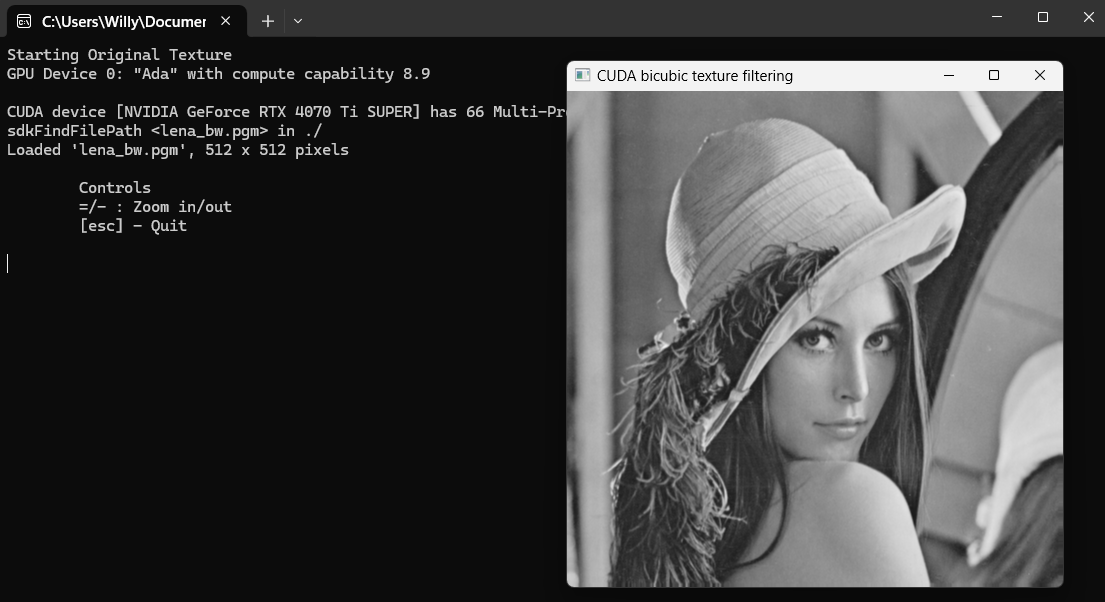 C:\Users\Willy\Documer
Starting Original Texture
GPU Device 0: "Ada" with compute capability 8.9
CUDA device [NVIDIA GeForce RTX 4070 Ti SUPER] has 66 Multi-Pr
sdkFindFilePath <lena_bw.pgm> in ./
Loaded 'lena_bw.pgm', 512 x 512 pixels
Controls
=/- : Zoom in/out
[esc] - Quit
CUDA bicubic texture filtering